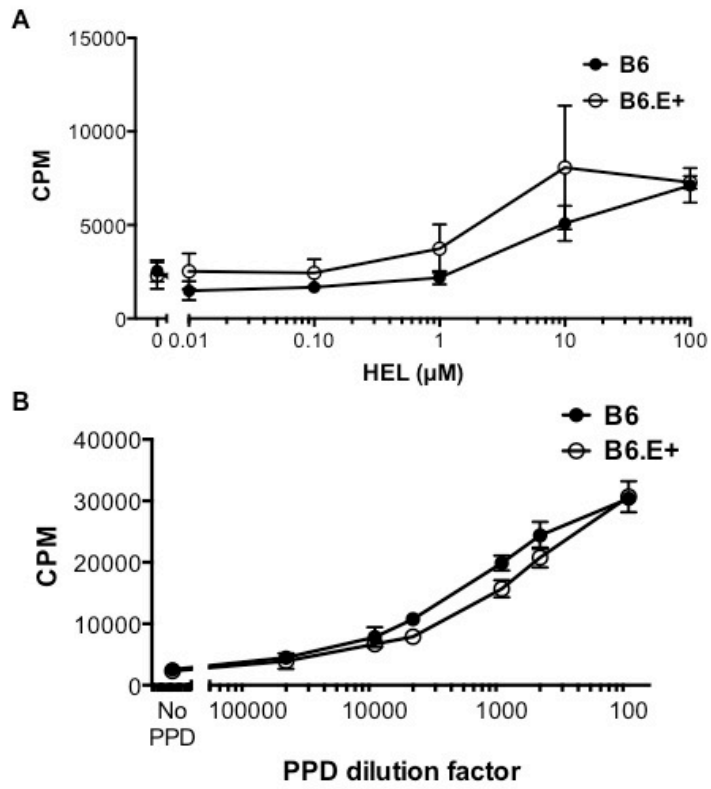 A
15000
10000
5000
0
CPM
B6
B6.E+
0 0.01 0.10 1 10 100
HEL (μM)
B
40000
30000
20000
10000
0
CPM
B6
B6.E+
No PPD
100000 10000 1000 100
PPD dilution factor